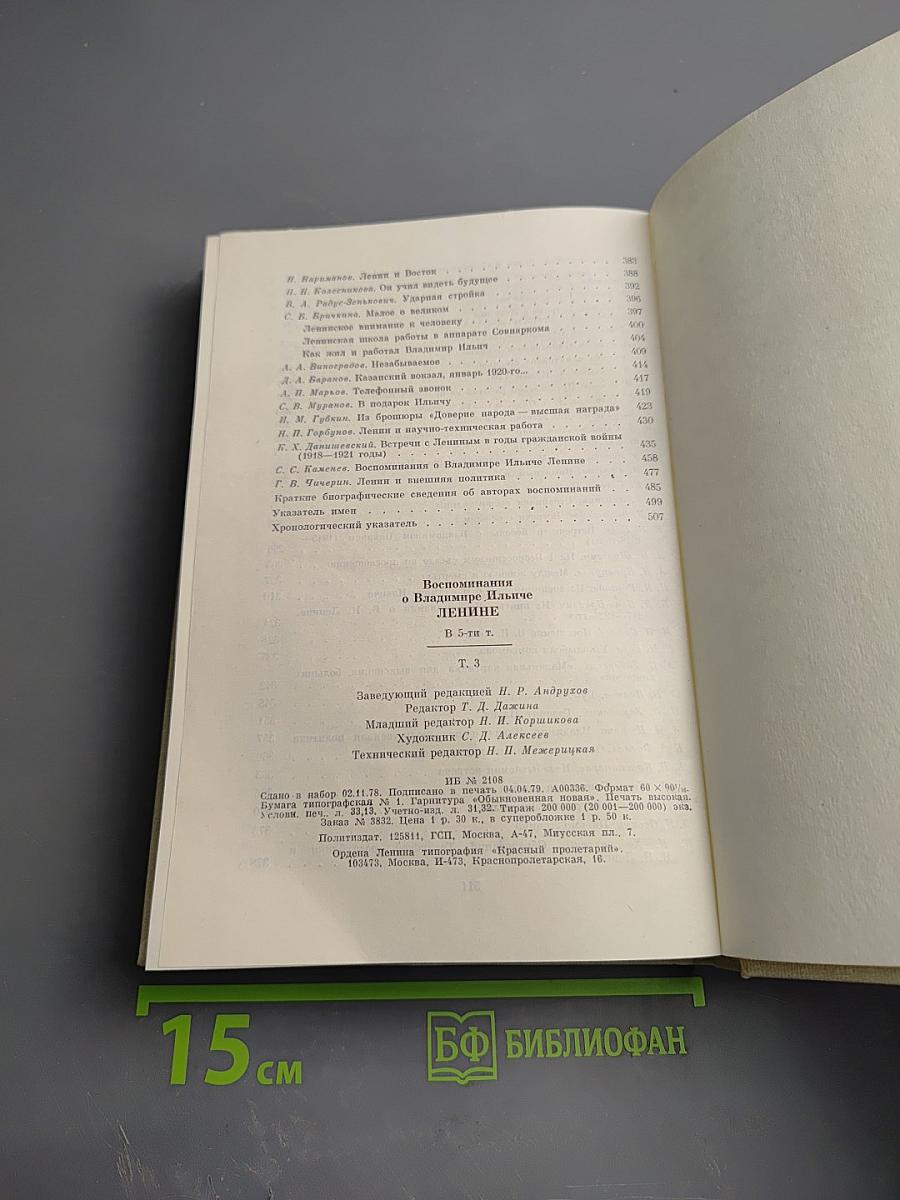 Н. Нариманов. Ленин и Восток . . . 383
Н. Н. Колесникова. Он учил видеть будущее . . . 388
В. А. Радус-Зенькович. Ударная стройка . . . 392
С. Б. Бричкина. Малое о великом . . . 396
Ленинское внимание к человеку . . . 397
Ленинская школа работы в аппарате Совнаркома . . . 400
Как жил и работал Владимир Ильич . . . 404
А. А. Виноградов. Незабываемое . . . 409
Д. А. Баранов. Казанский вокзал, январь 1920-го... . . . 414
А. П. Марков. Телефонный звонок . . . 417
С. В. Муранов. В подарок Ильичу . . . 419
И. М. Губкин. Из брошюры «Доверие народа — высшая награда» 423
Н. П. Горбунов. Ленин и научно-техническая работа . . . 430
К. Х. Данишевский. Встречи с Лениным в годы гражданской войны
(1918—1921 годы) . . . 435
С. С. Каменев. Воспоминания о Владимире Ильиче Ленине . . . 458
Г. В. Чичерин. Ленин и внешняя политика . . . 477
Краткие биографические сведения об авторах воспоминаний . . 485
Указатель имен . . . 499
Хронологический указатель . . . 507
Воспоминания
о Владимире Ильиче
ЛЕНИНЕ
В 5-ти т.
Т. 3
Заведующий редакцией Н. Р. Андрухов
Редактор Т. Д. Дажина
Младший редактор Н. И. Коршикова
Художник С. Д. Алексеев
Технический редактор Н. П. Межерицкая
ИБ № 2108
Сдано в набор 02.11.78. Подписано в печать 04.04.79. А00336. Формат 60 × 90 1/16.
Бумага типографская № 1. Гарнитура «Обыкновенная новая». Печать высокая.
Условн. печ. л. 33,13. Учетно-изд. л. 31,32. Тираж 200 000 (20 001—200 000) экз.
Заказ № 3832. Цена 1 р. 30 к., в суперобложке 1 р. 50 к.
Политиздат. 125811, ГСП, Москва, А-47, Миусская пл., 7.
Ордена Ленина типография «Красный пролетарий».
103473, Москва, И-473, Краснопролетарская, 16.
15 см
БФ БИБЛИОФАН